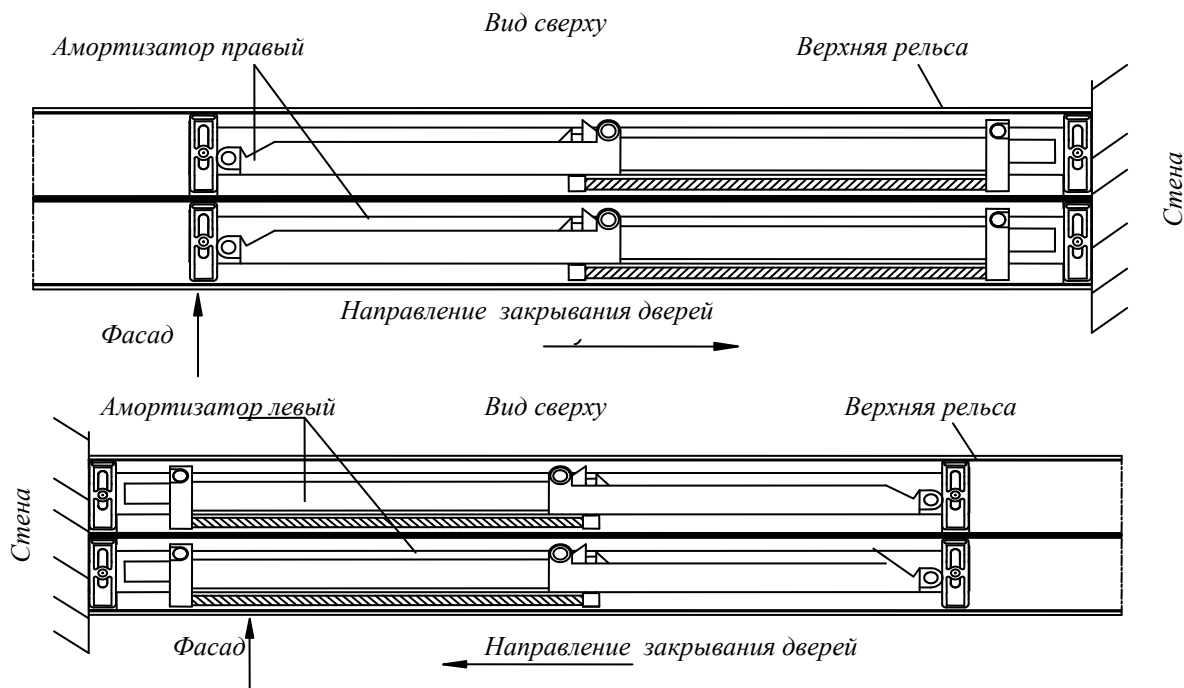 Вид сверху
Амортизатор правый
Верхняя рельса
Стена
Направление закрывания дверей
Фасад
Амортизатор левый
Вид сверху
Верхняя рельса
Стена
Фасад
Направление закрывания дверей